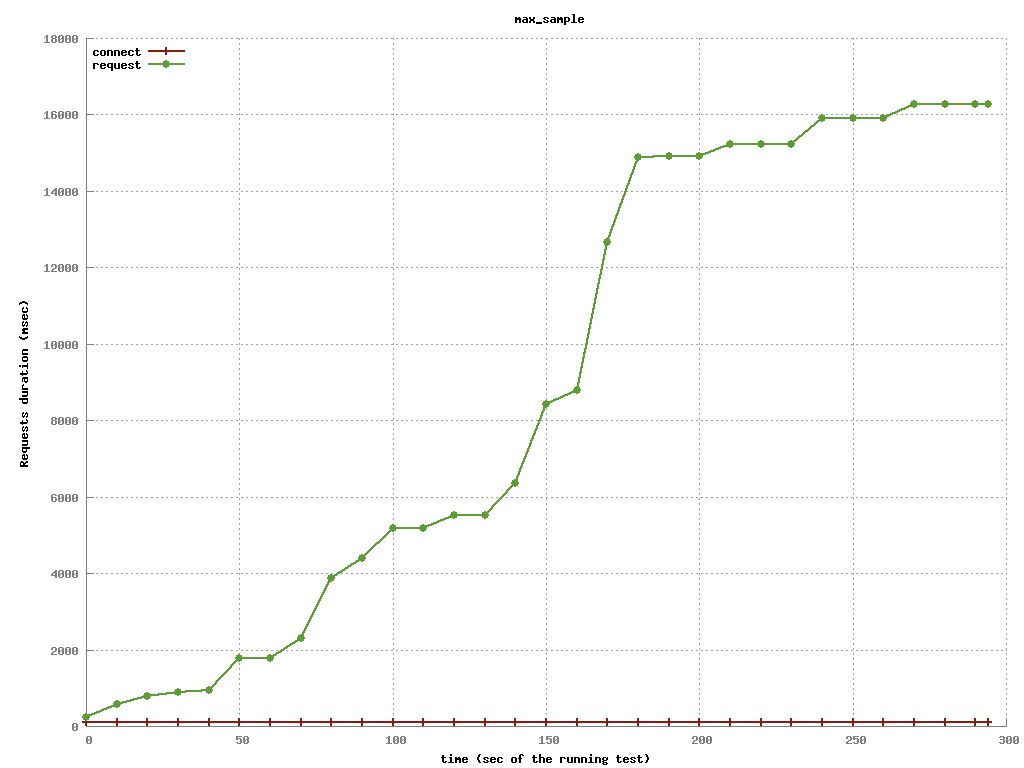 max_sample
18000
connect
request
16000
14000
12000
10000
Requests duration (msec)
8000
6000
4000
2000
0
0 50 100 150 200 250 300
time (sec of the running test)